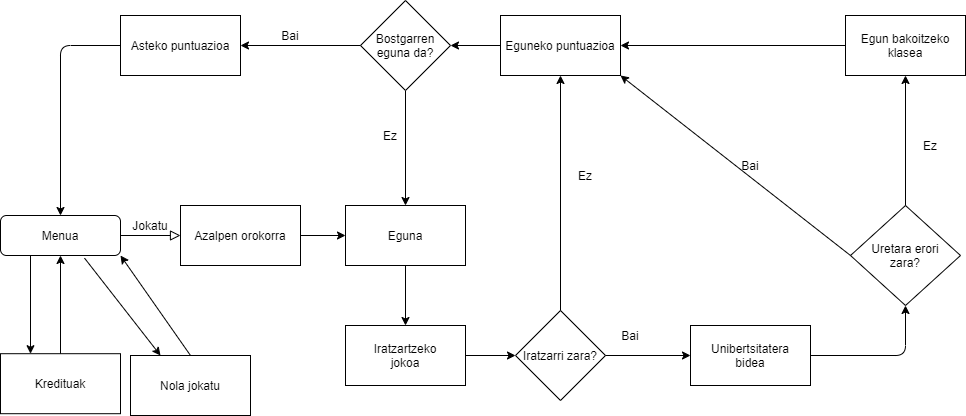 Asteko puntuazioa
Bai
Bostgarren
eguna da?
Eguneko puntuazioa
Egun bakoitzeko
klasea
Ez
Ez
Bai
Ez
Menua
Jokatu
Azalpen orokorra
Eguna
Uretara erori
zara?
Iratzartzeko
jokoa
Iratzarri zara?
Bai
Unibertsitatera
bidea
Kredituak
Nola jokatu